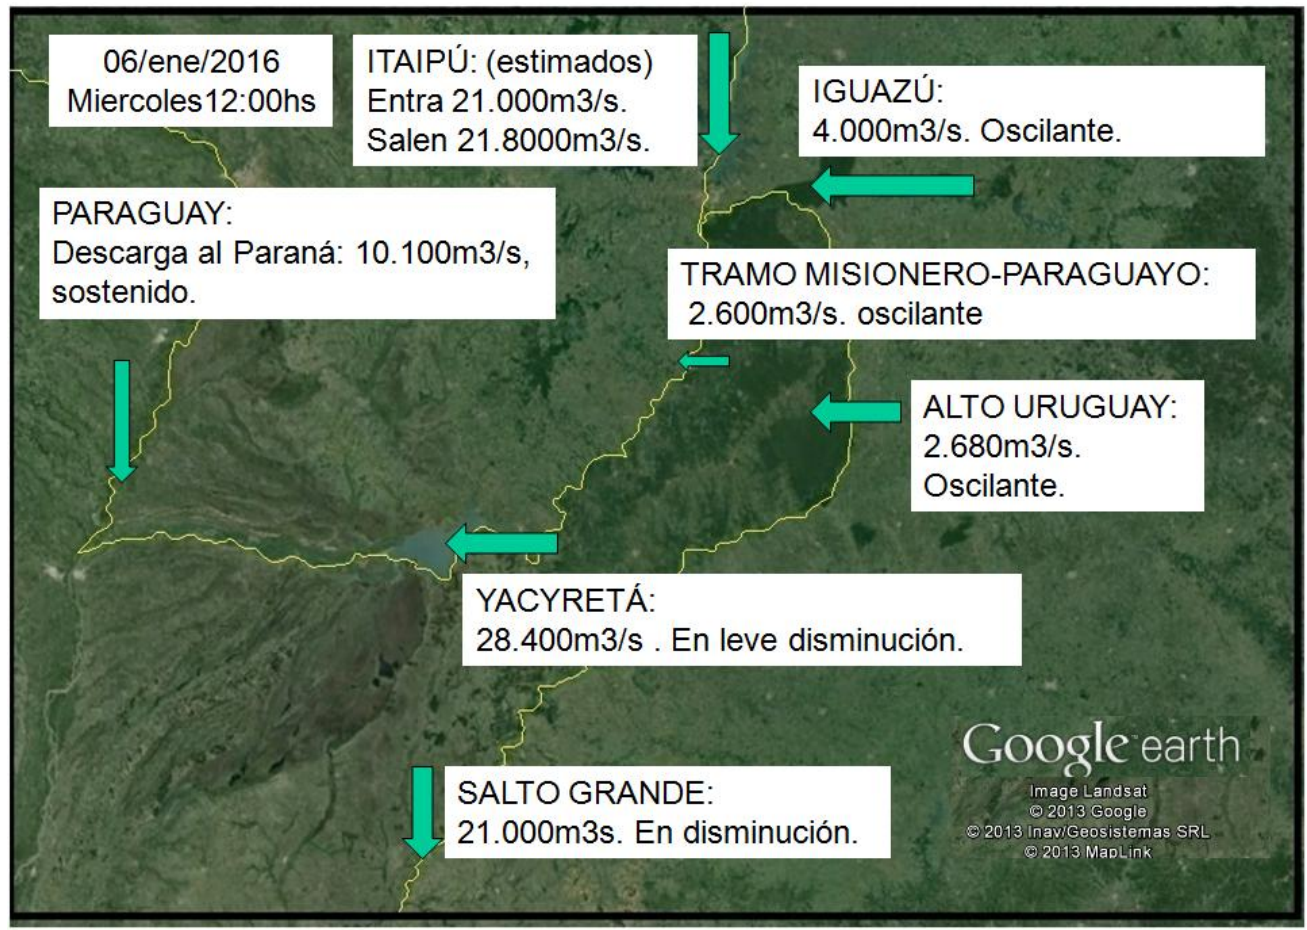 06/ene/2016
Miercoles12:00hs
ITAIPÚ: (estimados)
Entra 21.000m3/s.
Salen 21.8000m3/s.
IGUAZÚ:
4.000m3/s. Oscilante.
PARAGUAY:
Descarga al Paraná: 10.100m3/s,
sostenido.
TRAMO MISIONERO-PARAGUAYO:
2.600m3/s. oscilante
ALTO URUGUAY:
2.680m3/s.
Oscilante.
YACYRETÁ:
28.400m3/s . En leve disminución.
SALTO GRANDE:
21.000m3s. En disminución.
Google earth
Image Landsat
© 2013 Google
© 2013 Inav/Geosistemas SRL
© 2013 MapLink